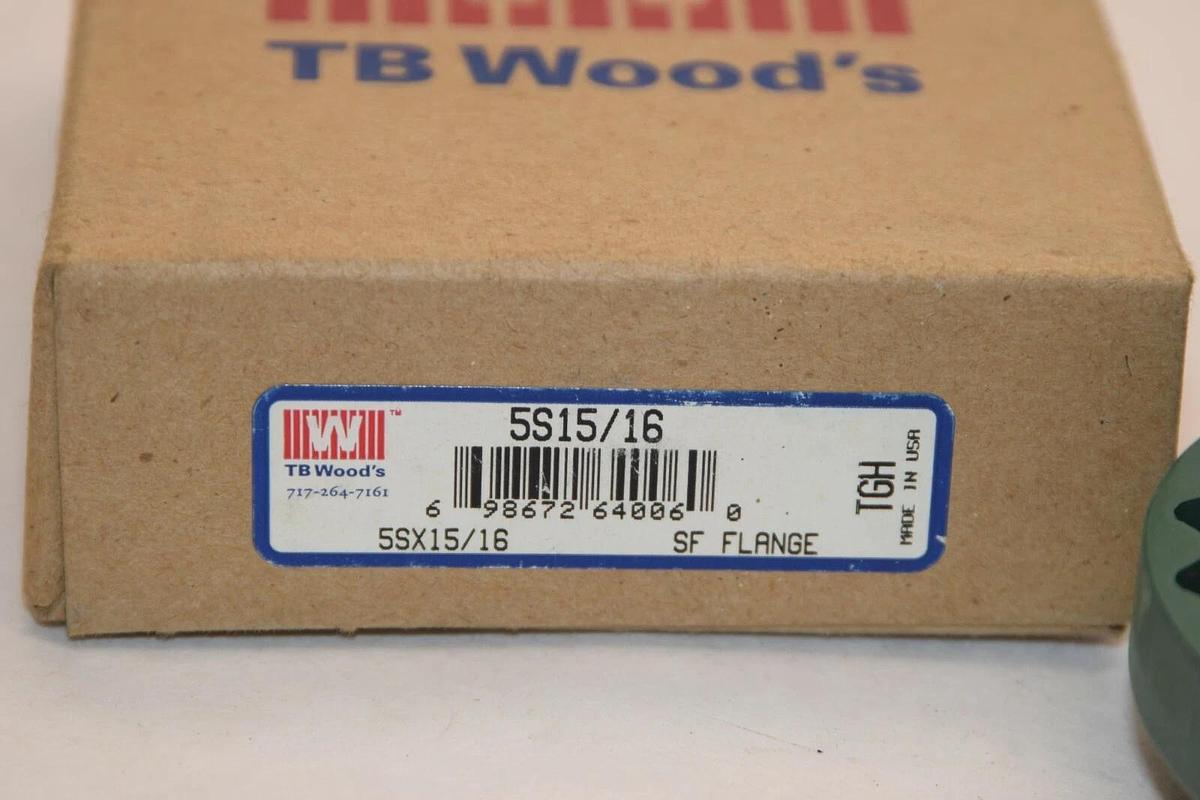 TB Wood's
5S15/16
W™
TB Wood's
717-264-7161
6 98672 64006 0
5SX15/16
SF FLANGE
TGH
MADE IN USA